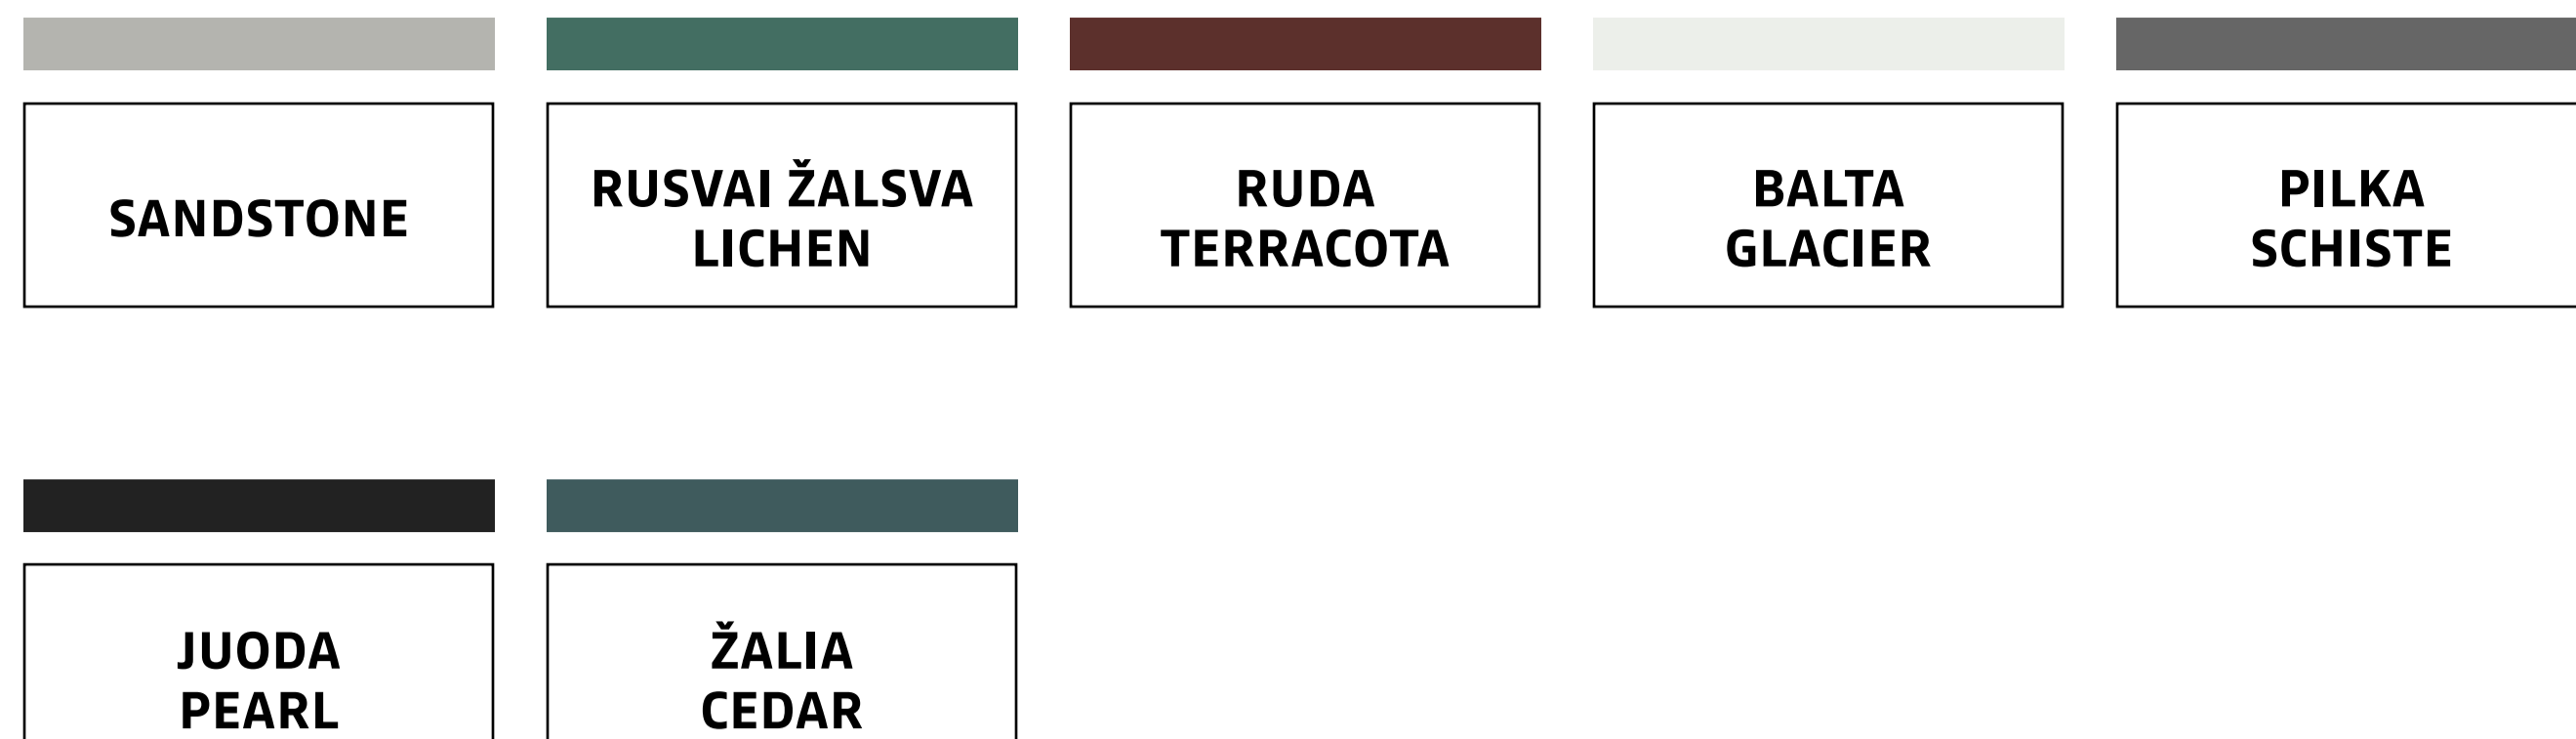 SANDSTONE
RUSVAI ŽALSVA
LICHEN
RUDA
TERRACOTA
BALTA
GLACIER
PILKA
SCHISTE
JUODA
PEARL
ŽALIA
CEDAR